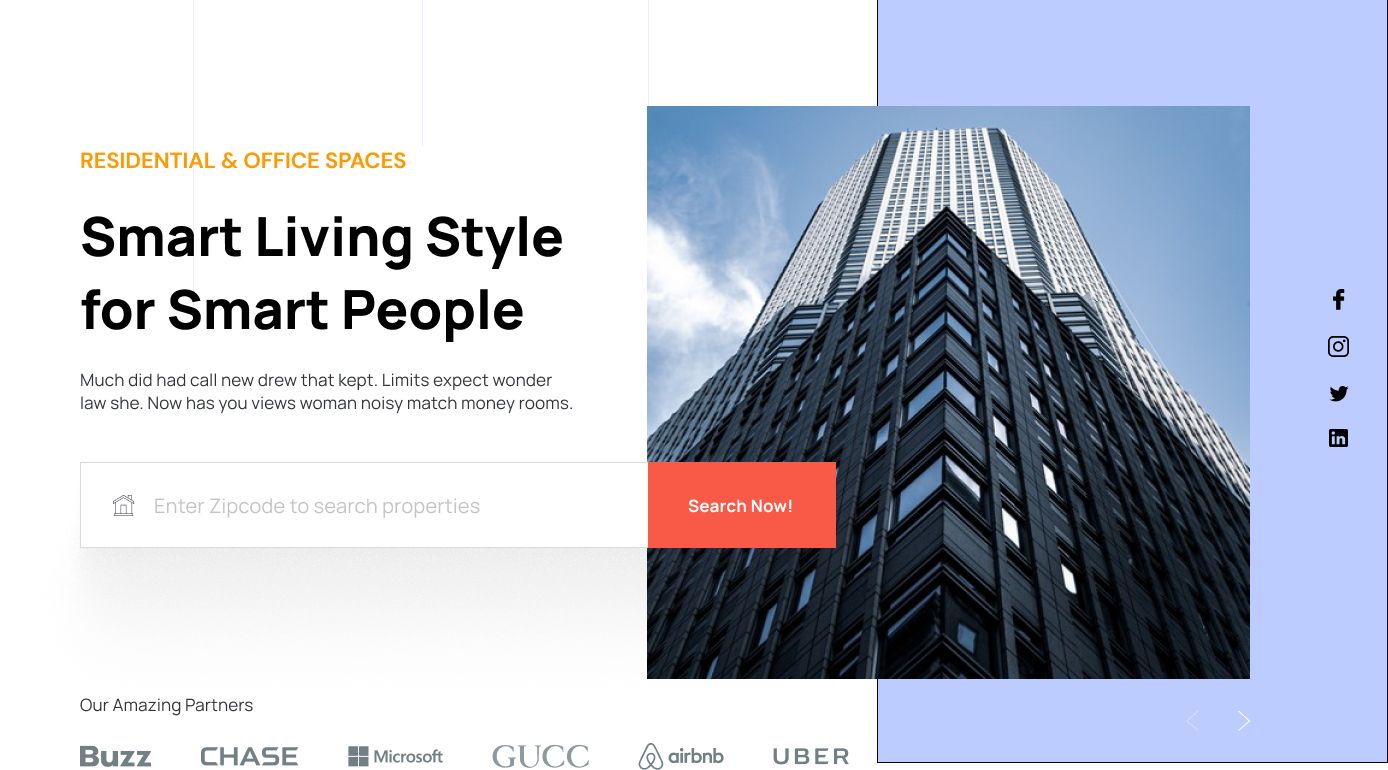 RESIDENTIAL & OFFICE SPACES
Smart Living Style
for Smart People
Much did had call new drew that kept. Limits expect wonder
law she. Now has you views woman noisy match money rooms.
Enter Zipcode to search properties
Search Now!
Our Amazing Partners
Buzz CHASE Microsoft GUCC airbnb UBER